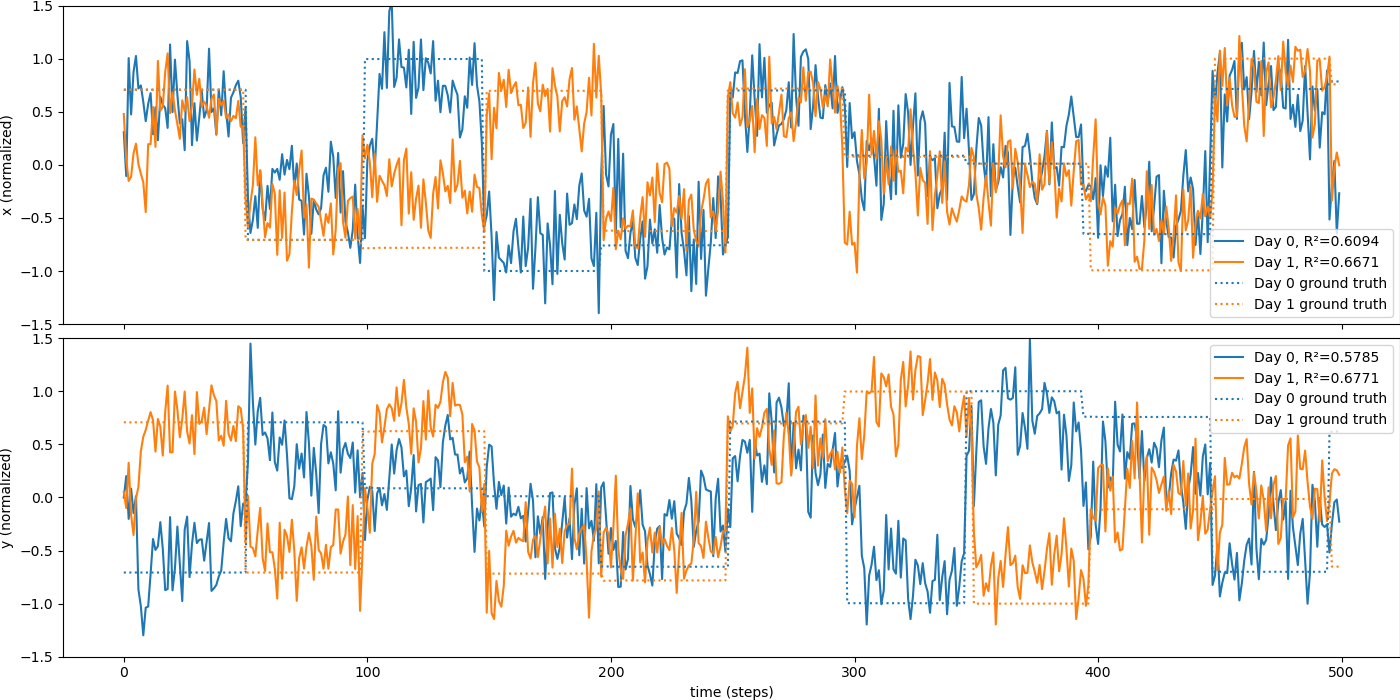 1.5
1.0
0.5
0.0
−0.5
−1.0
−1.5
x (normalized)
Day 0, R²=0.6094
Day 1, R²=0.6671
Day 0 ground truth
Day 1 ground truth
1.5
1.0
0.5
0.0
−0.5
−1.0
−1.5
y (normalized)
Day 0, R²=0.5785
Day 1, R²=0.6771
Day 0 ground truth
Day 1 ground truth
0 100 200 300 400 500
time (steps)